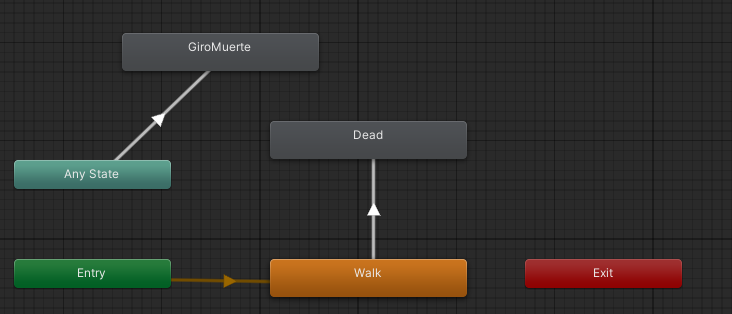 GiroMuerte
Dead
Any State
Entry
Walk
Exit